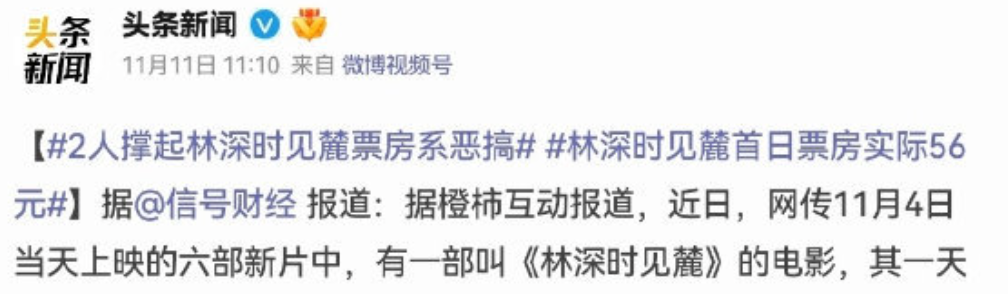 头条
新闻
头条新闻
11月11日 11:10 来自 微博视频号
【#2人撑起林深时见麓票房系恶搞# #林深时见麓首日票房实际56
元#】据@信号财经 报道：据橙柿互动报道，近日，网传11月4日
当天上映的六部新片中，有一部叫《林深时见麓》的电影，其一天